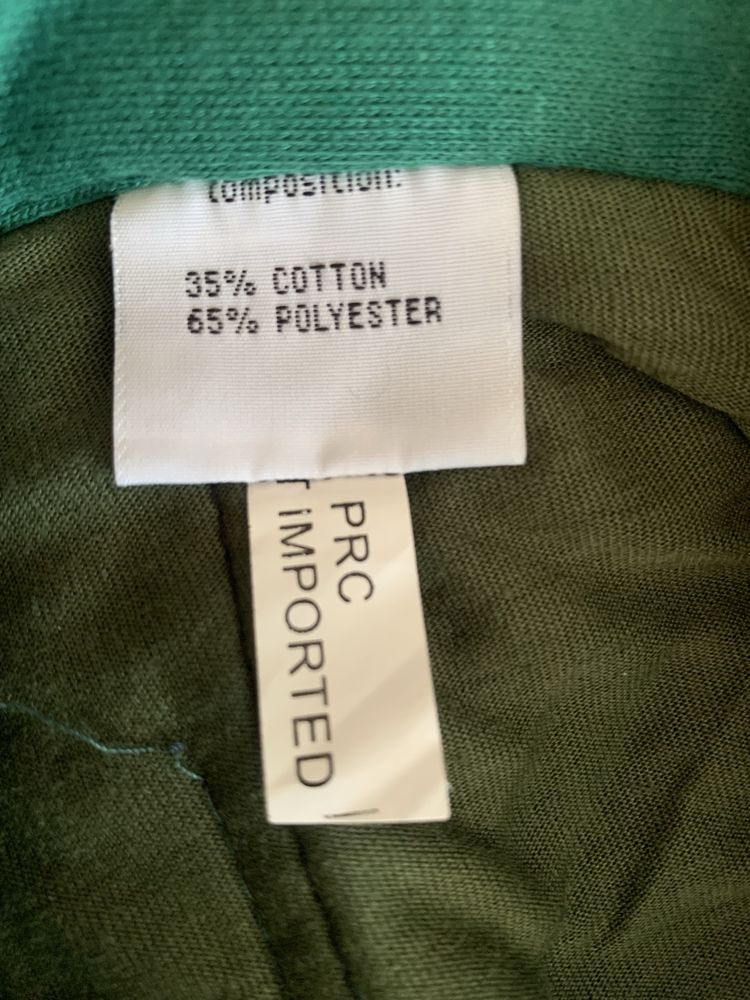 Composition:
35% COTTON
65% POLYESTER
PRC
iMPORTED